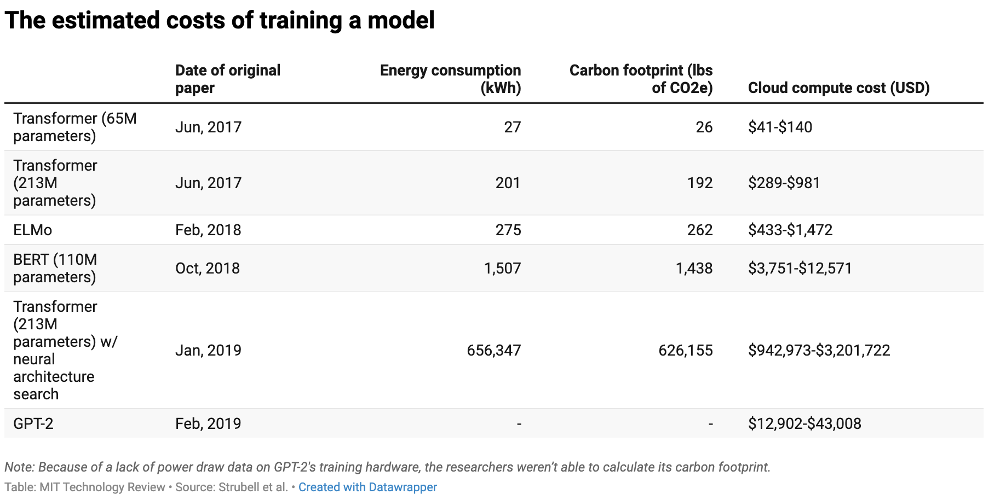 The estimated costs of training a model
Date of original
paper
Energy consumption
(kWh)
Carbon footprint (lbs
of CO2e)
Cloud compute cost (USD)
Transformer (65M
parameters)
Jun, 2017
27
26
$41-$140
Transformer
(213M
parameters)
Jun, 2017
201
192
$289-$981
ELMo
Feb, 2018
275
262
$433-$1,472
BERT (110M
parameters)
Oct, 2018
1,507
1,438
$3,751-$12,571
Transformer
(213M
parameters) w/
neural
architecture
search
Jan, 2019
656,347
626,155
$942,973-$3,201,722
GPT-2
Feb, 2019
-
-
$12,902-$43,008
Note: Because of a lack of power draw data on GPT-2's training hardware, the researchers weren’t able to calculate its carbon footprint.
Table: MIT Technology Review • Source: Strubell et al. • Created with Datawrapper